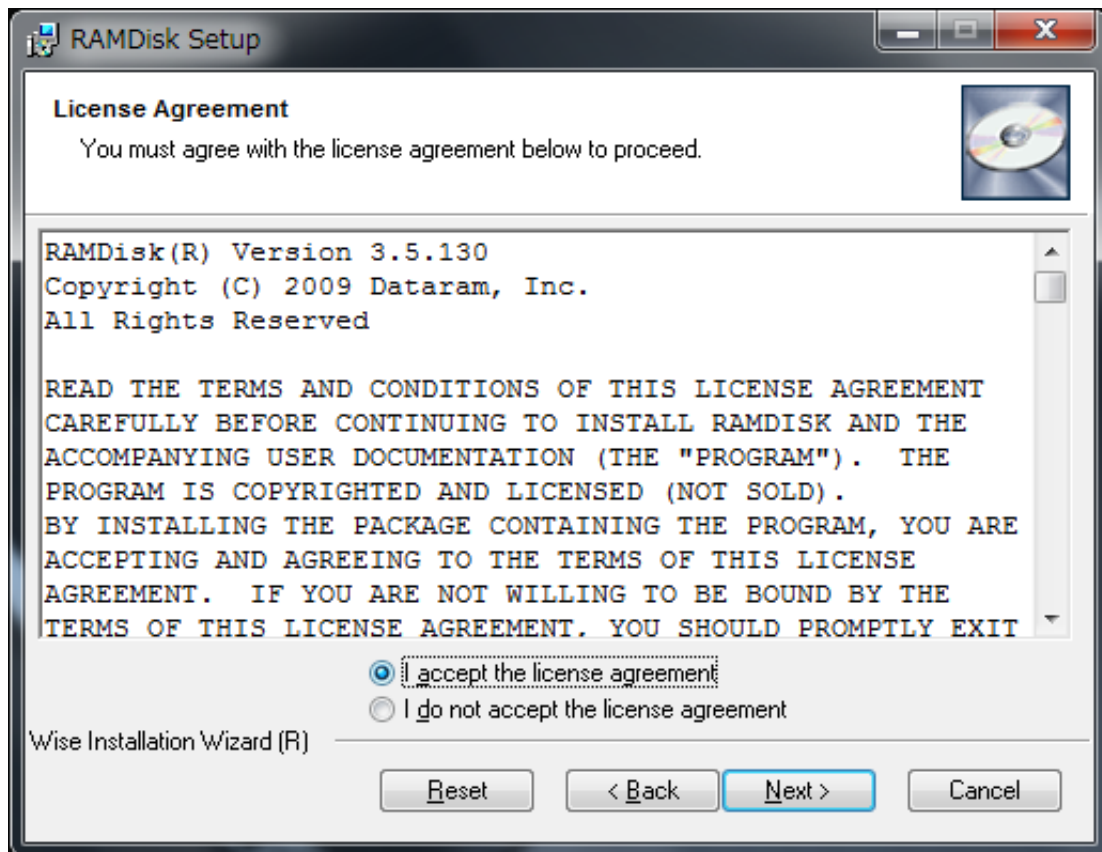 RAMDisk Setup
License Agreement
You must agree with the license agreement below to proceed.
RAMDisk(R) Version 3.5.130
Copyright (C) 2009 Dataram, Inc.
All Rights Reserved
READ THE TERMS AND CONDITIONS OF THIS LICENSE AGREEMENT
CAREFULLY BEFORE CONTINUING TO INSTALL RAMDISK AND THE
ACCOMPANYING USER DOCUMENTATION (THE "PROGRAM").  THE
PROGRAM IS COPYRIGHTED AND LICENSED (NOT SOLD).
BY INSTALLING THE PACKAGE CONTAINING THE PROGRAM, YOU ARE
ACCEPTING AND AGREEING TO THE TERMS OF THIS LICENSE
AGREEMENT.  IF YOU ARE NOT WILLING TO BE BOUND BY THE
TERMS OF THIS LICENSE AGREEMENT, YOU SHOULD PROMPTLY EXIT
I accept the license agreement
I do not accept the license agreement
Wise Installation Wizard (R)
Reset
< Back
Next >
Cancel